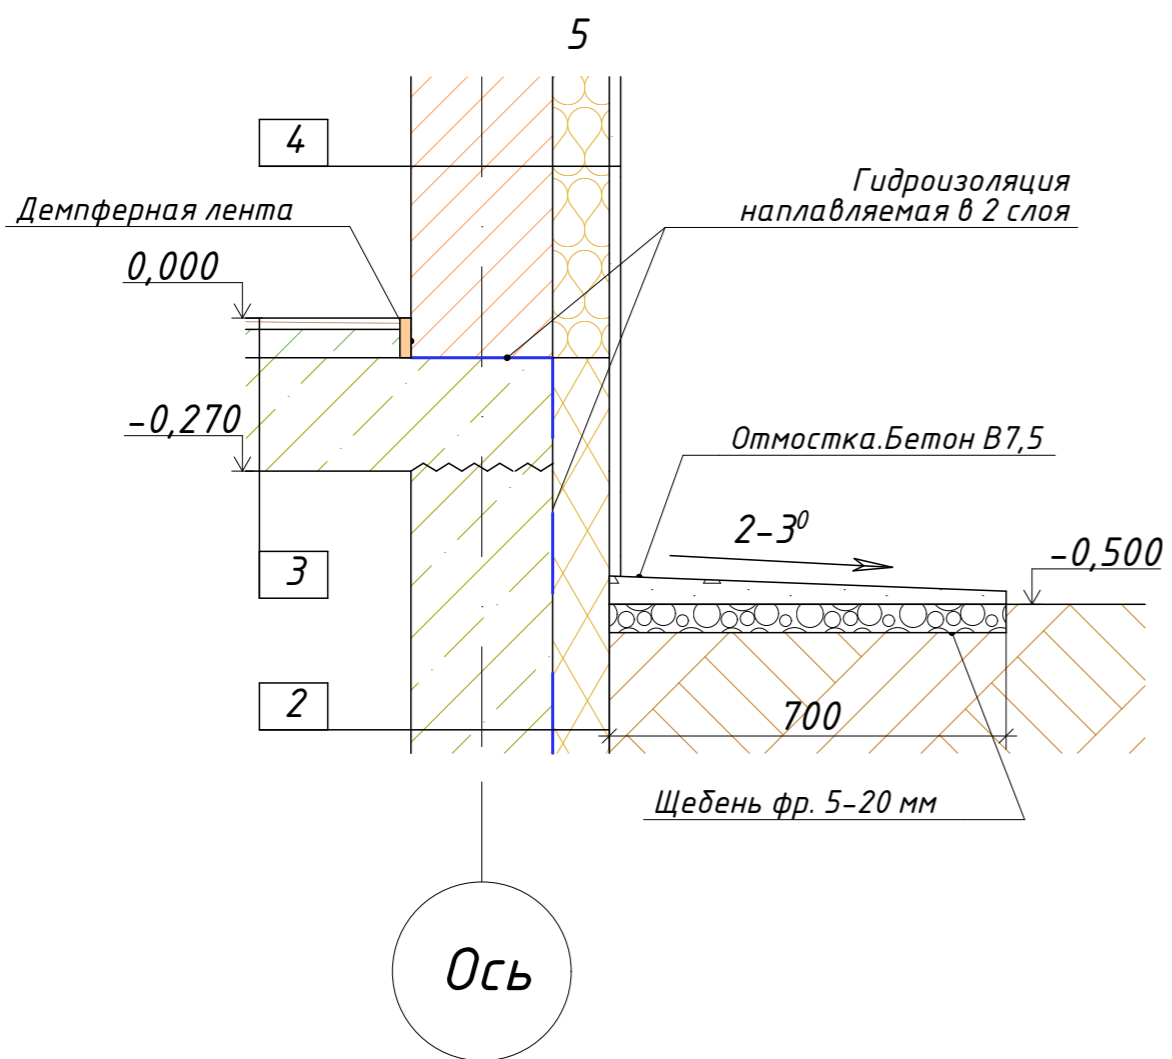 5
4
Гидроизоляция
наплавляемая в 2 слоя
Демпферная лента
0,000
-0,270
Отмостка.Бетон В7,5
2-3⁰
-0,500
3
2
700
Щебень фр. 5-20 мм
Ось